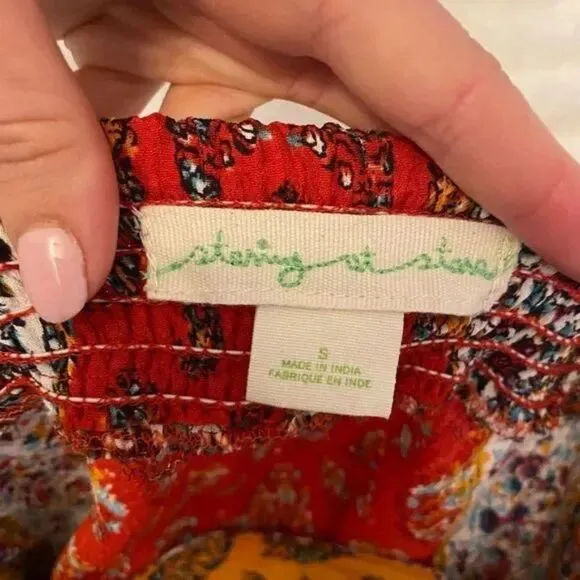 staring at stars
S
MADE IN INDIA
FABRIQUE EN INDE